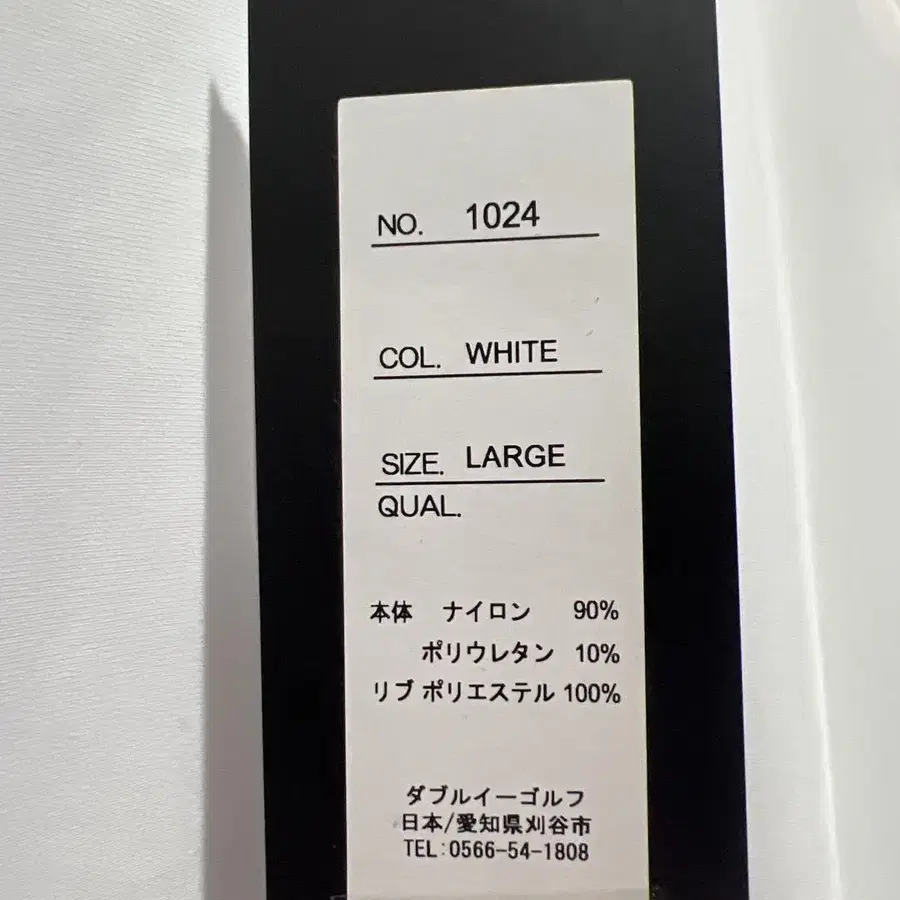 NO. 1024
COL. WHITE
SIZE. LARGE
QUAL.
本体 ナイロン 90%
ポリウレタン 10%
リブ ポリエステル 100%
ダブルイーゴルフ
日本/愛知県刈谷市
TEL:0566-54-1808